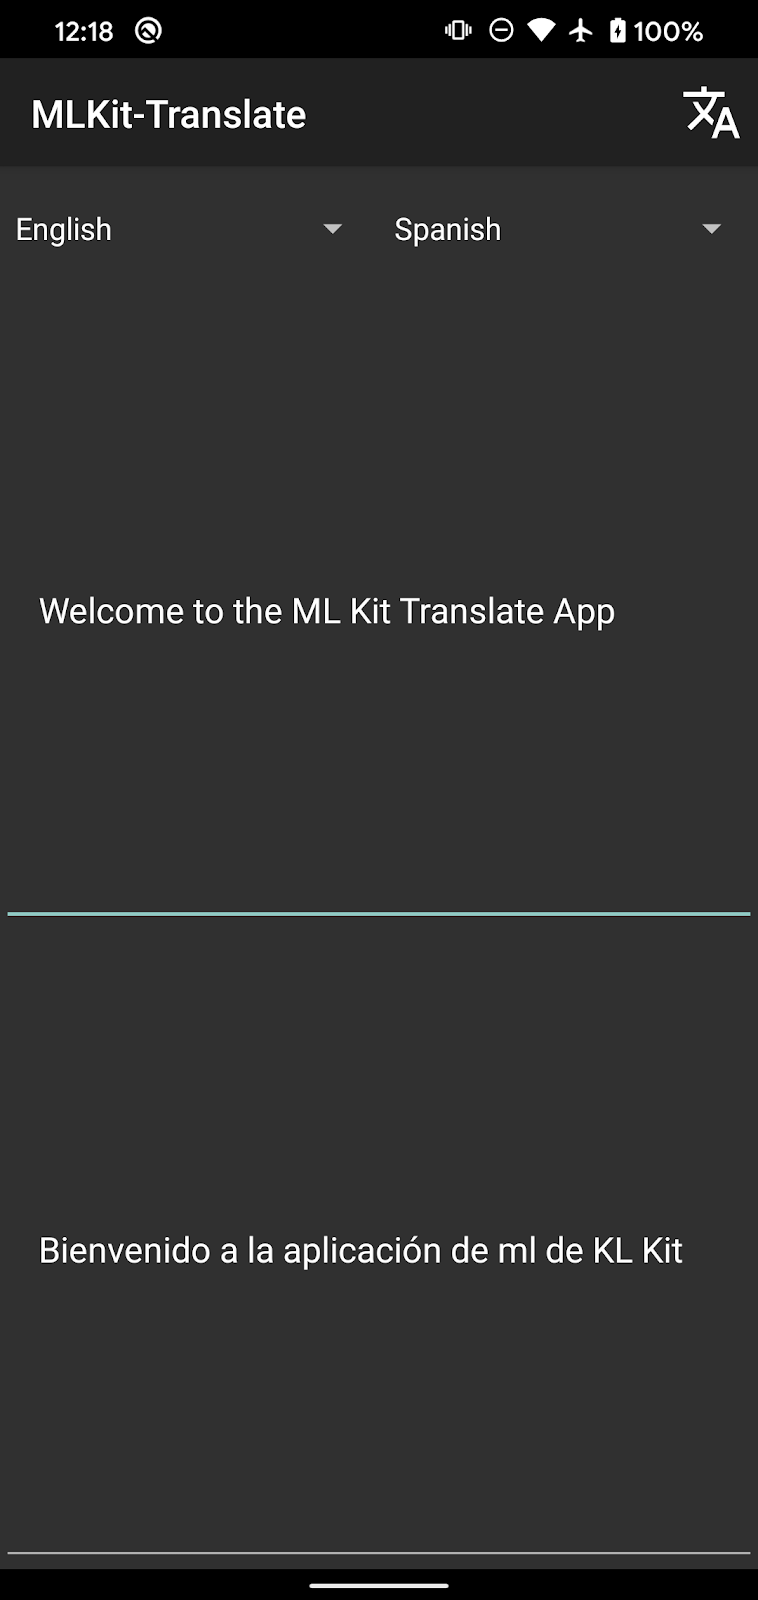 12:18 100%
MLKit-Translate
English Spanish
Welcome to the ML Kit Translate App
Bienvenido a la aplicación de ml de KL Kit